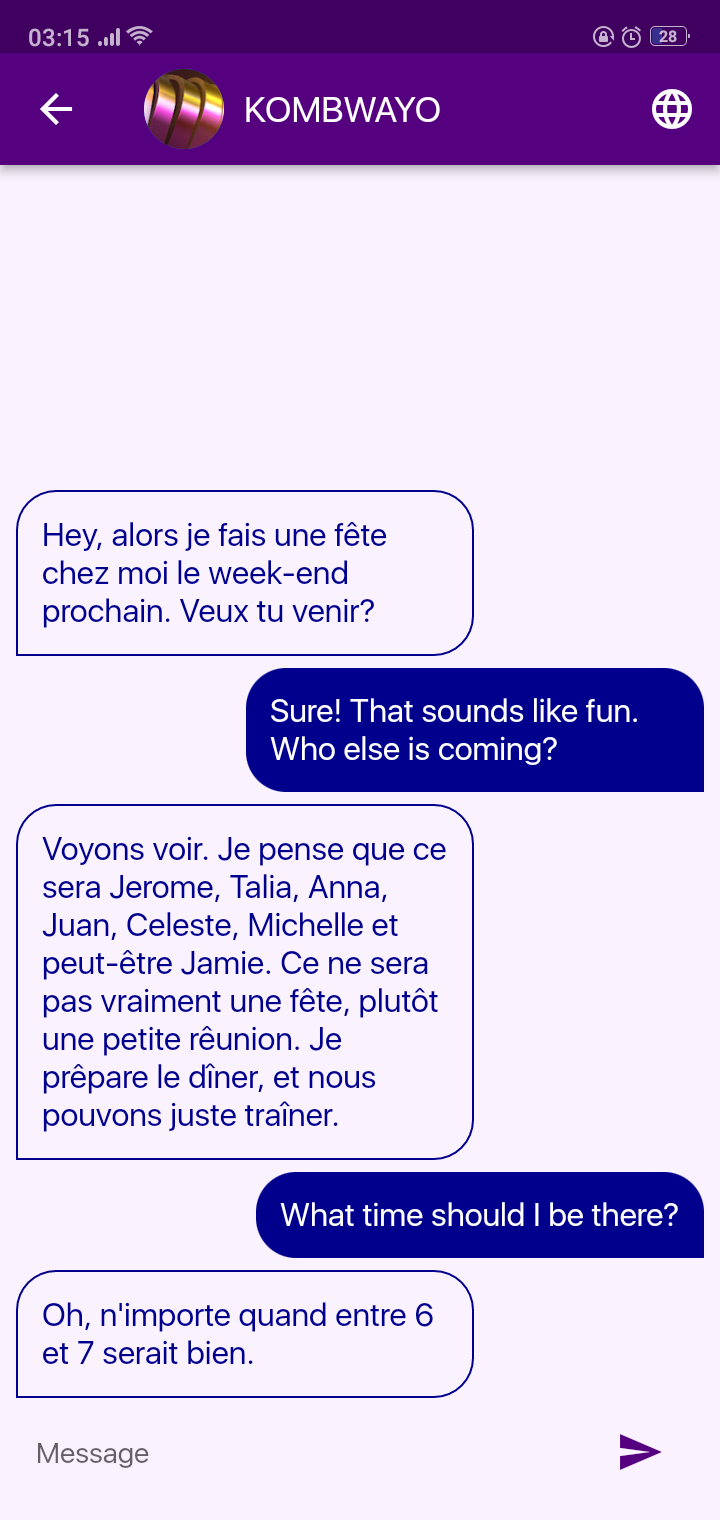 03:15
28
KOMBWAYO
Hey, alors je fais une fête
chez moi le week-end
prochain. Veux tu venir?
Sure! That sounds like fun.
Who else is coming?
Voyons voir. Je pense que ce
sera Jerome, Talia, Anna,
Juan, Celeste, Michelle et
peut-être Jamie. Ce ne sera
pas vraiment une fête, plutôt
une petite rêunion. Je
prêpare le dîner, et nous
pouvons juste traîner.
What time should I be there?
Oh, n'importe quand entre 6
et 7 serait bien.
Message